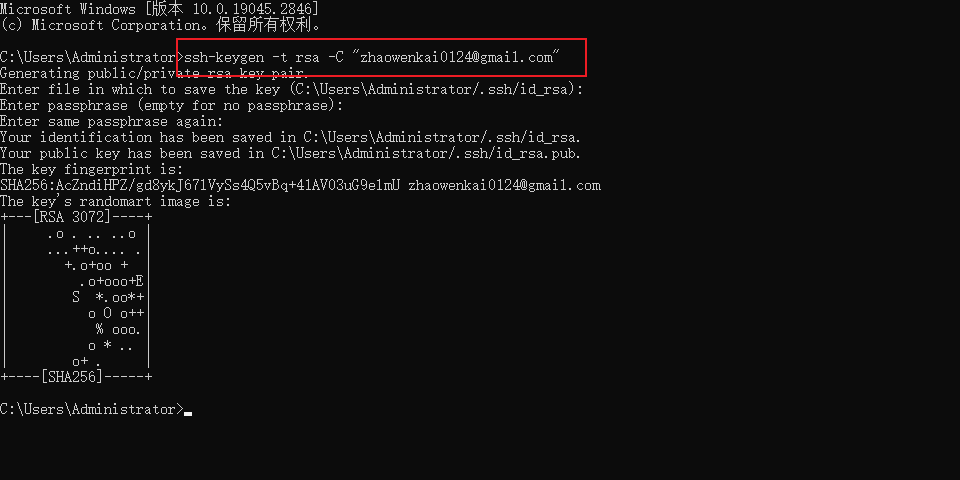 Microsoft Windows [版本 10.0.19045.2846]
(c) Microsoft Corporation。保留所有权利。
C:\Users\Administrator>ssh-keygen -t rsa -C "zhaowenkai0124@gmail.com"
Generating public/private rsa key pair.
Enter file in which to save the key (C:\Users\Administrator/.ssh/id_rsa):
Enter passphrase (empty for no passphrase):
Enter same passphrase again:
Your identification has been saved in C:\Users\Administrator/.ssh/id_rsa.
Your public key has been saved in C:\Users\Administrator/.ssh/id_rsa.pub.
The key fingerprint is:
SHA256:AcZndiHPZ/gd8ykJ671VySs4Q5vBq+41AV03uG9elmU zhaowenkai0124@gmail.com
The key's randomart image is:
+---[RSA 3072]----+
|     .o . .. ..o |
|     ...++o.... .|
|       +.o+oo +  |
|         .o+ooo+E|
|        S  *.oo*+|
|          o O o++|
|           % ooo.|
|          o * .. |
|        o+ .     |
+----[SHA256]-----+
C:\Users\Administrator>